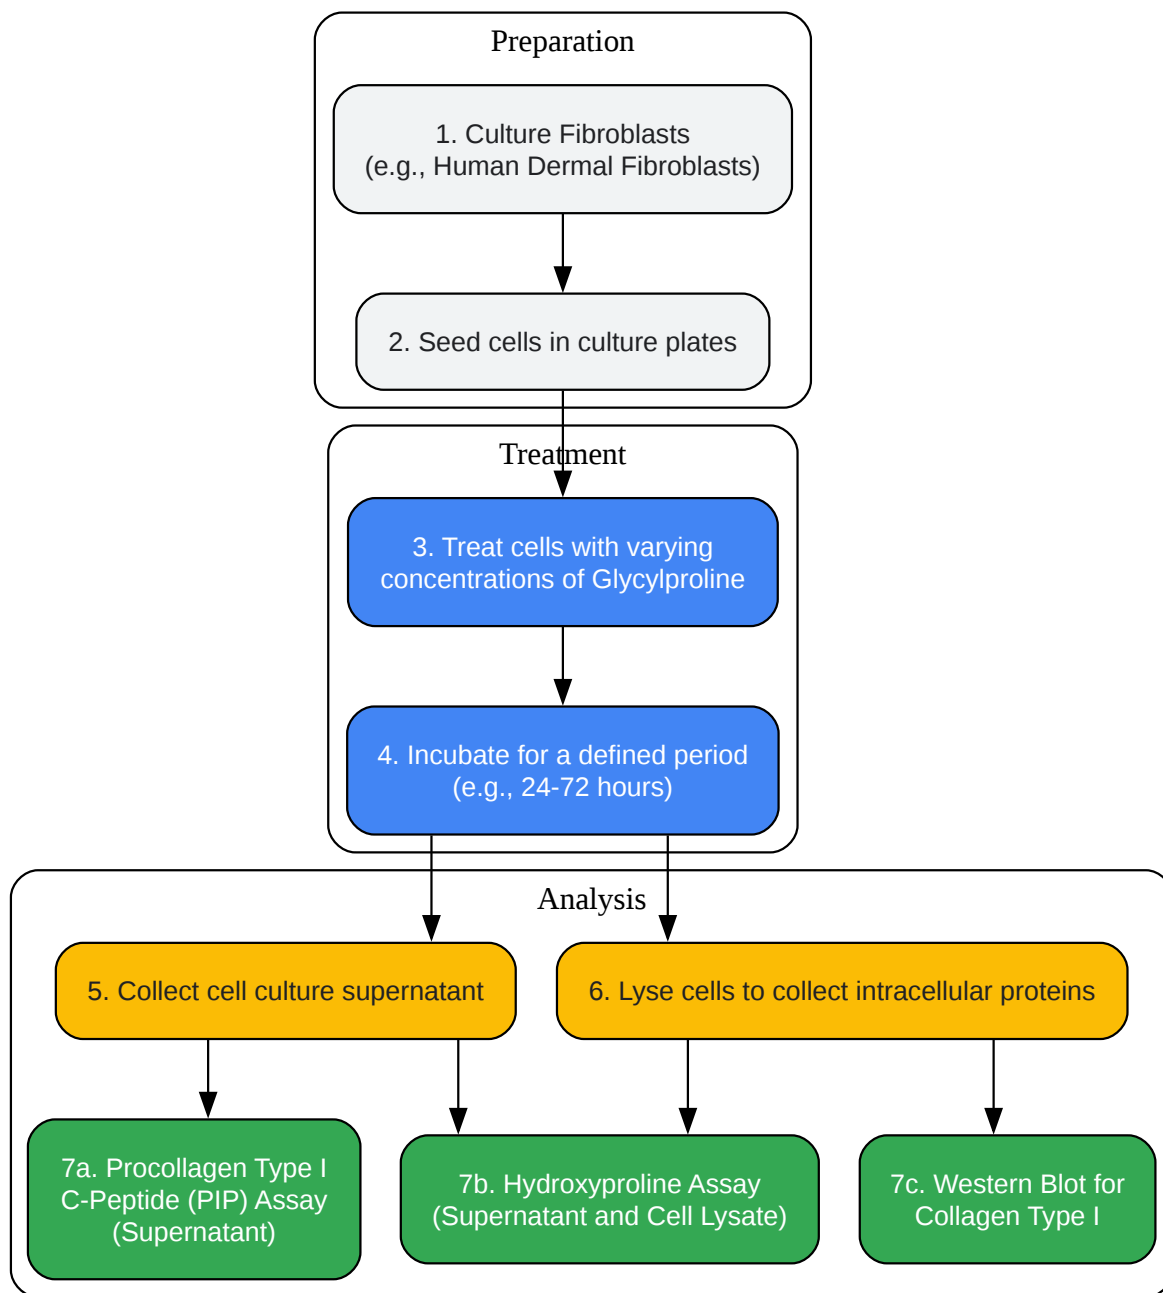 Preparation
1. Culture Fibroblasts
(e.g., Human Dermal Fibroblasts)
2. Seed cells in culture plates
Treatment
3. Treat cells with varying
concentrations of Glycylproline
4. Incubate for a defined period
(e.g., 24-72 hours)
Analysis
5. Collect cell culture supernatant
6. Lyse cells to collect intracellular proteins
7a. Procollagen Type I
C-Peptide (PIP) Assay
(Supernatant)
7b. Hydroxyproline Assay
(Supernatant and Cell Lysate)
7c. Western Blot for
Collagen Type I